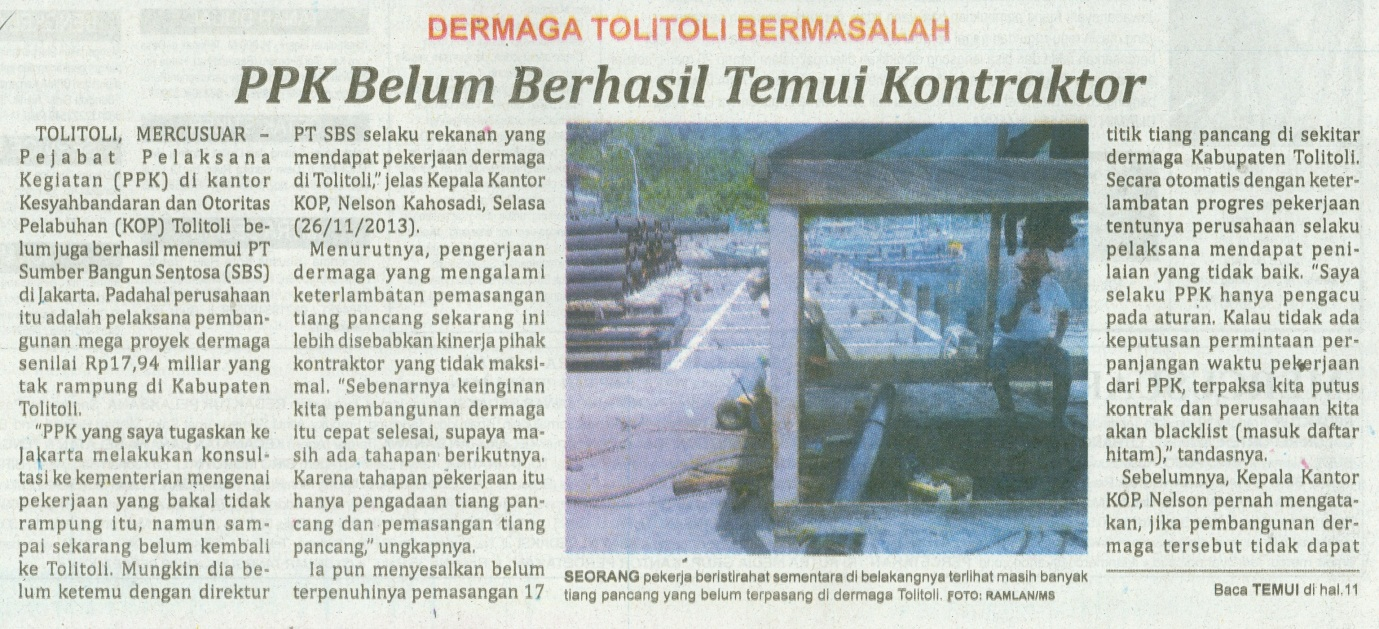 DERMAGA TOLITOLI BERMASALAH
PPK Belum Berhasil Temui Kontraktor
TOLITOLI, MERCUSUAR –
Pejabat Pelaksana
Kegiatan (PPK) di kantor
Kesyahbandaran dan Otoritas
Pelabuhan (KOP) Tolitoli be-
lum juga berhasil menemui PT
Sumber Bangun Sentosa (SBS)
di Jakarta. Padahal perusahaan
itu adalah pelaksana pemban-
gunan mega proyek dermaga
senilai Rp17,94 miliar yang
tak rampung di Kabupaten
Tolitoli.
“PPK yang saya tugaskan ke
Jakarta melakukan konsul-
tasi ke kementerian mengenai
pekerjaan yang bakal tidak
rampung itu, namun sam-
pai sekarang belum kembali
ke Tolitoli. Mungkin dia be-
lum ketemu dengan direktur
PT SBS selaku rekanan yang
mendapat pekerjaan dermaga
di Tolitoli,” jelas Kepala Kantor
KOP, Nelson Kahosadi, Selasa
(26/11/2013).
Menurutnya, pengerjaan
dermaga yang mengalami
keterlambatan pemasangan
tiang pancang sekarang ini
lebih disebabkan kinerja pihak
kontraktor yang tidak maksi-
mal. “Sebenarnya keinginan
kita pembangunan dermaga
itu cepat selesai, supaya ma-
sih ada tahapan berikutnya.
Karena tahapan pekerjaan itu
hanya pengadaan tiang pan-
cang dan pemasangan tiang
pancang,” ungkapnya.
Ia pun menyesalkan belum
terpenuhinya pemasangan 17
SEORANG pekerja beristirahat sementara di belakangnya terlihat masih banyak
tiang pancang yang belum terpasang di dermaga Tolitoli. FOTO: RAMLAN/MS
titik tiang pancang di sekitar
dermaga Kabupaten Tolitoli.
Secara otomatis dengan keter-
lambatan progres pekerjaan
tentunya perusahaan selaku
pelaksana mendapat peni-
laian yang tidak baik. “Saya
selaku PPK hanya pengacu
pada aturan. Kalau tidak ada
keputusan permintaan per-
panjangan waktu pekerjaan
dari PPK, terpaksa kita putus
kontrak dan perusahaan kita
akan blacklist (masuk daftar
hitam),” tandasnya.
Sebelumnya, Kepala Kantor
KOP, Nelson pernah mengata-
kan, jika pembangunan der-
maga tersebut tidak dapat
Baca TEMUI di hal.11